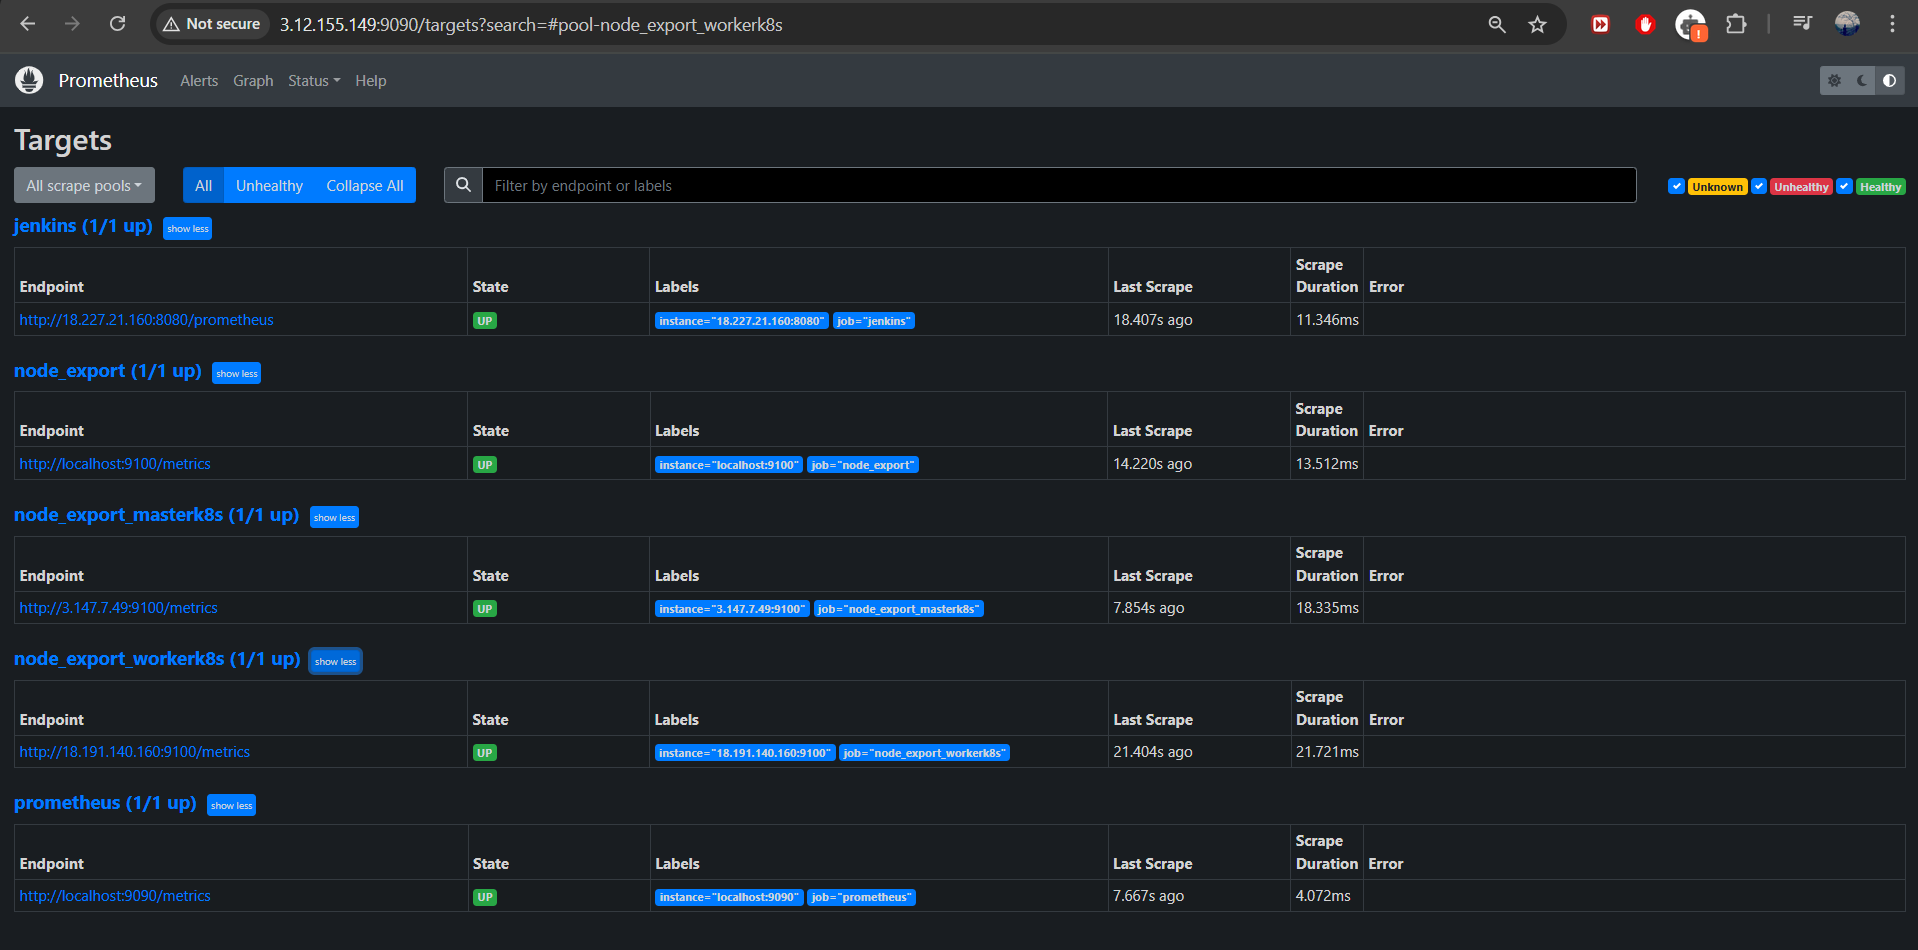 Not secure 3.12.155.149:9090/targets?search=#pool-node_export_workerk8s
Prometheus Alerts Graph Status Help
Targets
All scrape pools All Unhealthy Collapse All Filter by endpoint or labels Unknown Unhealthy Healthy
jenkins (1/1 up) show less
Endpoint State Labels Last Scrape Scrape Duration Error
http://18.227.21.160:8080/prometheus UP instance="18.227.21.160:8080" job="jenkins" 18.407s ago 11.346ms
node_export (1/1 up) show less
Endpoint State Labels Last Scrape Scrape Duration Error
http://localhost:9100/metrics UP instance="localhost:9100" job="node_export" 14.220s ago 13.512ms
node_export_masterk8s (1/1 up) show less
Endpoint State Labels Last Scrape Scrape Duration Error
http://3.147.7.49:9100/metrics UP instance="3.147.7.49:9100" job="node_export_masterk8s" 7.854s ago 18.335ms
node_export_workerk8s (1/1 up) show less
Endpoint State Labels Last Scrape Scrape Duration Error
http://18.191.140.160:9100/metrics UP instance="18.191.140.160:9100" job="node_export_workerk8s" 21.404s ago 21.721ms
prometheus (1/1 up) show less
Endpoint State Labels Last Scrape Scrape Duration Error
http://localhost:9090/metrics UP instance="localhost:9090" job="prometheus" 7.667s ago 4.072ms